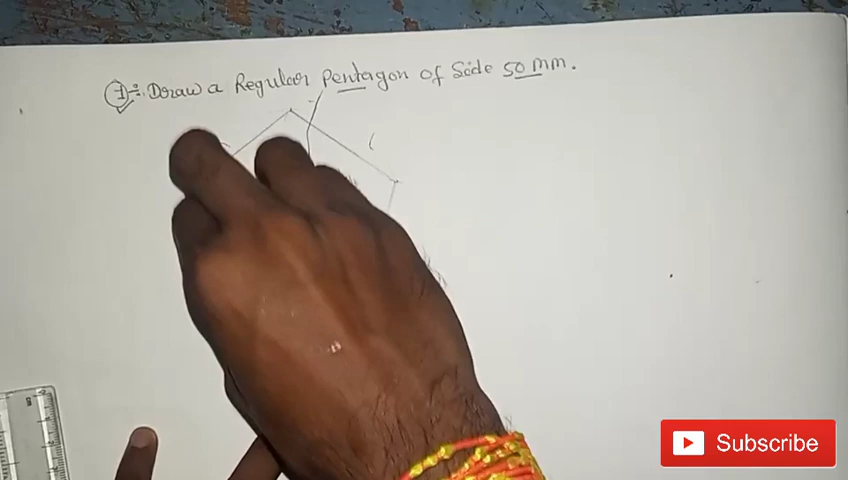 1 ÷. Draw a Regular Pentagon of Side 50 mm.
Subscribe